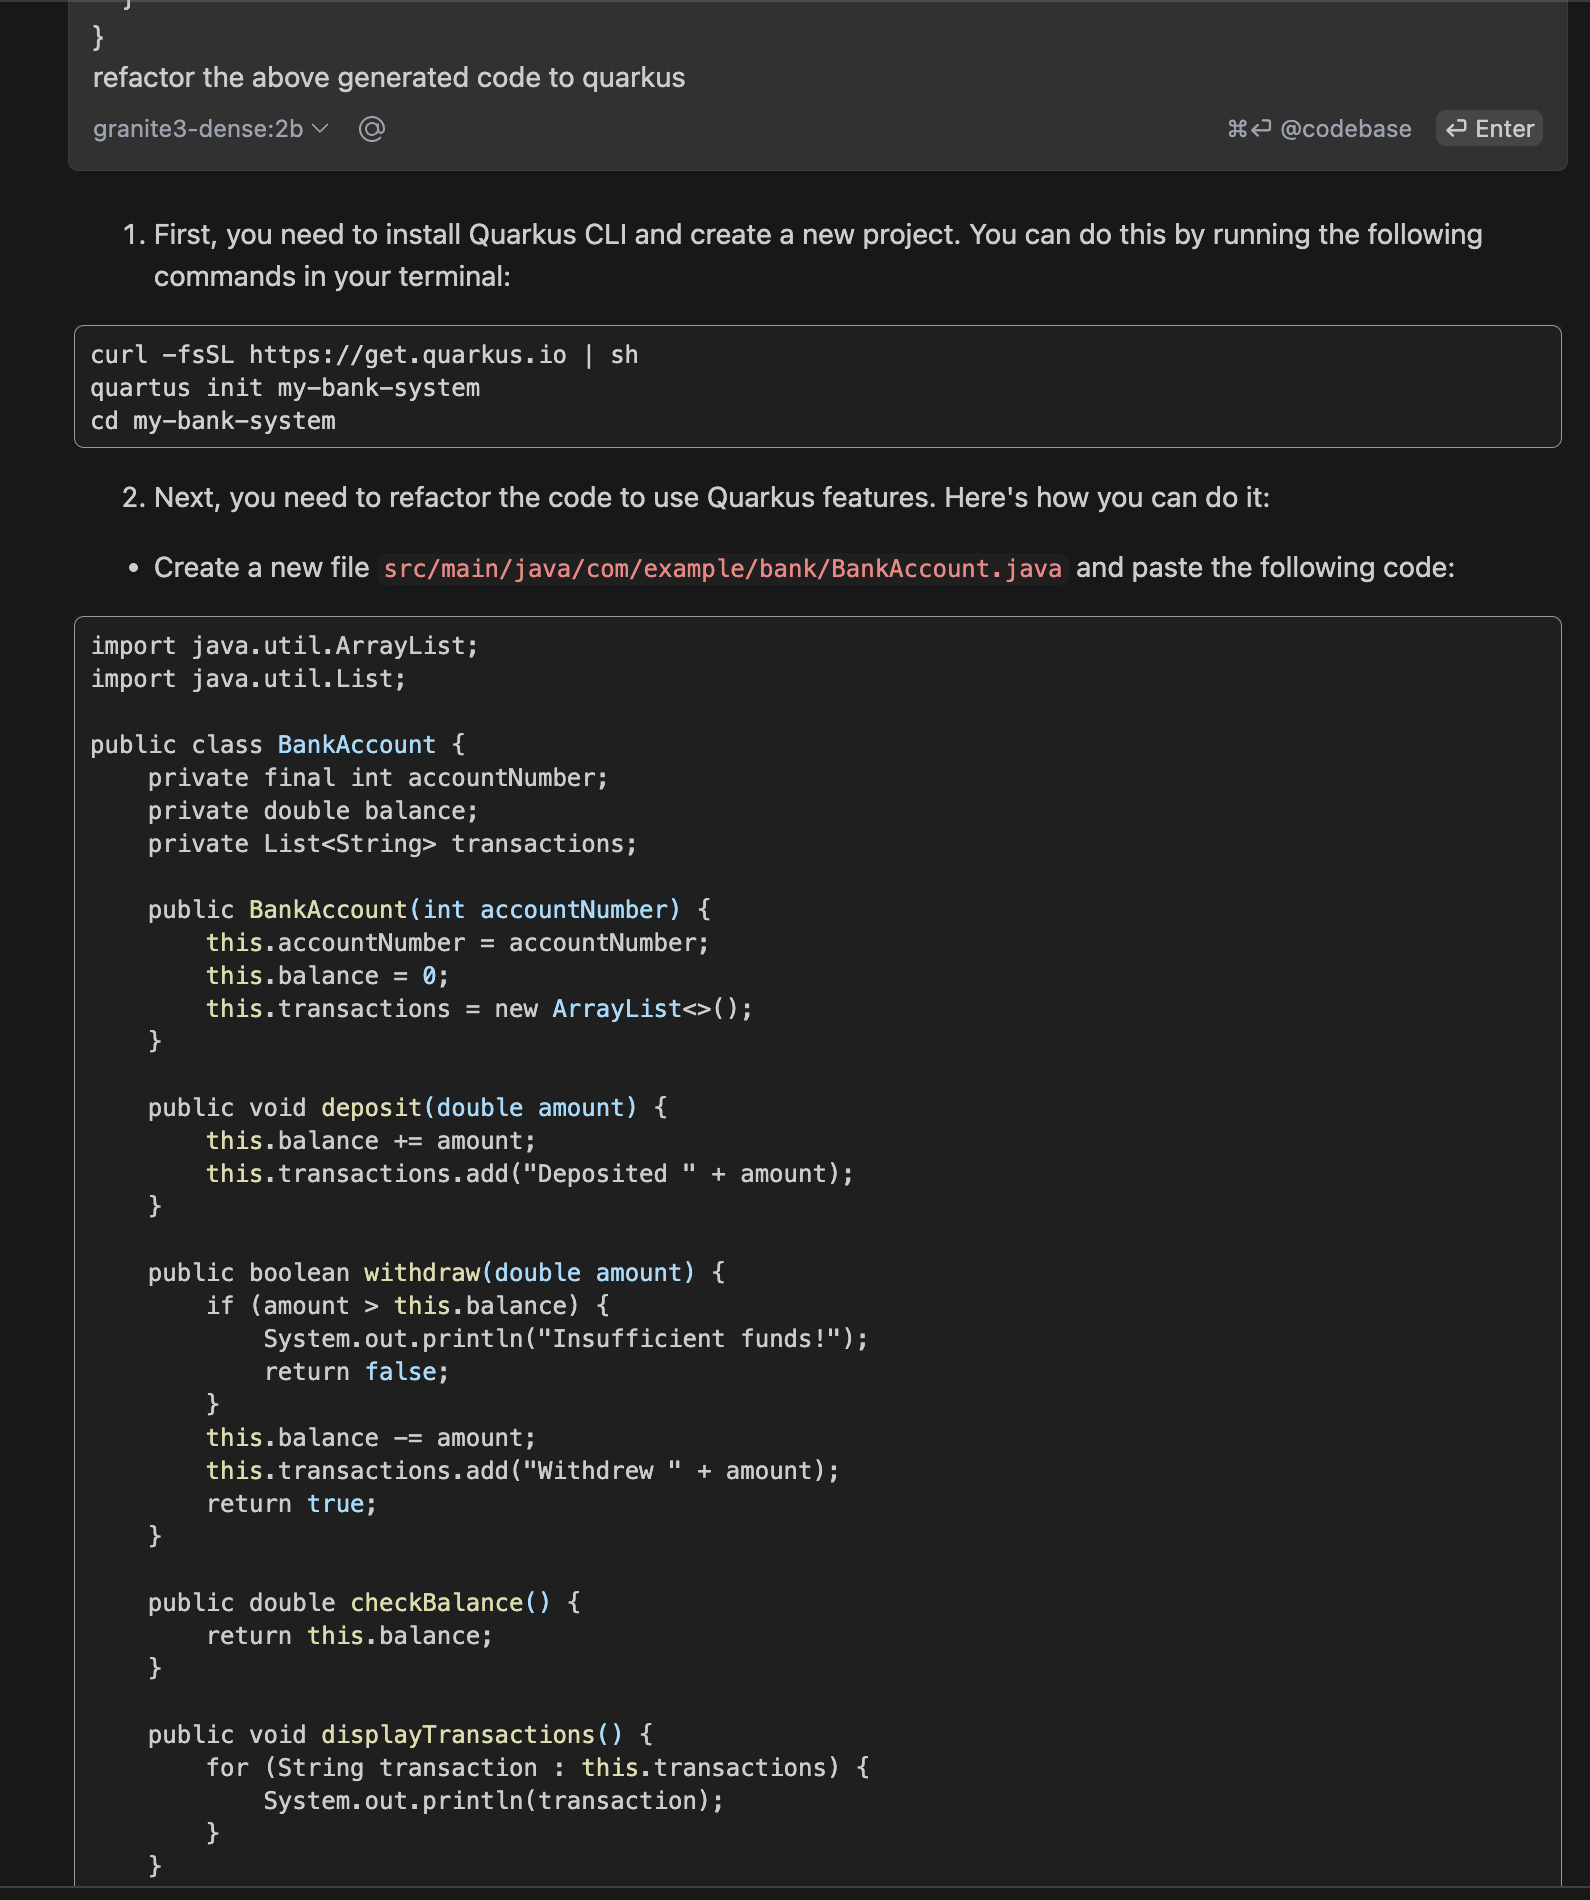 }
}
refactor the above generated code to quarkus
granite3-dense:2b @ ⌘⏎ @codebase ⏎ Enter
1. First, you need to install Quarkus CLI and create a new project. You can do this by running the following
commands in your terminal:
curl -fsSL https://get.quarkus.io | sh
quartus init my-bank-system
cd my-bank-system
2. Next, you need to refactor the code to use Quarkus features. Here's how you can do it:
• Create a new file src/main/java/com/example/bank/BankAccount.java and paste the following code:
import java.util.ArrayList;
import java.util.List;
public class BankAccount {
private final int accountNumber;
private double balance;
private List<String> transactions;
public BankAccount(int accountNumber) {
this.accountNumber = accountNumber;
this.balance = 0;
this.transactions = new ArrayList<>();
}
public void deposit(double amount) {
this.balance += amount;
this.transactions.add("Deposited " + amount);
}
public boolean withdraw(double amount) {
if (amount > this.balance) {
System.out.println("Insufficient funds!");
return false;
}
this.balance -= amount;
this.transactions.add("Withdrew " + amount);
return true;
}
public double checkBalance() {
return this.balance;
}
public void displayTransactions() {
for (String transaction : this.transactions) {
System.out.println(transaction);
}
}